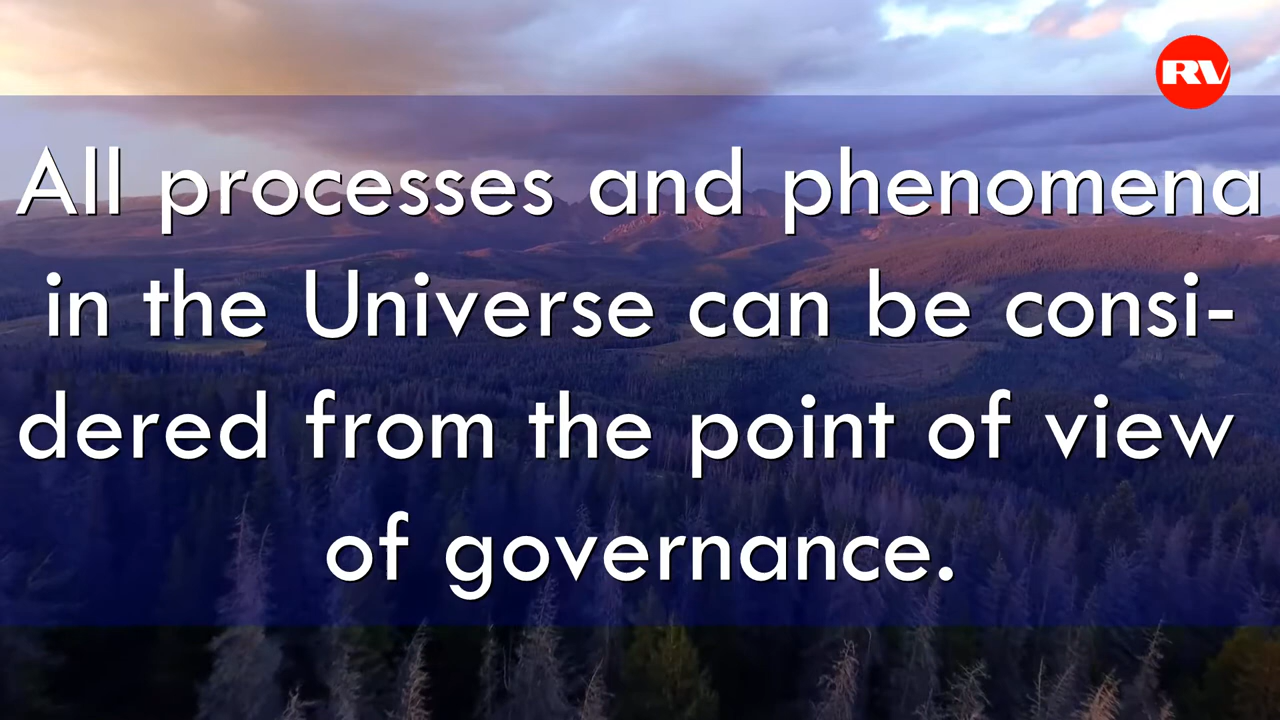 RV
All processes and phenomena
in the Universe can be consi-
dered from the point of view
of governance.